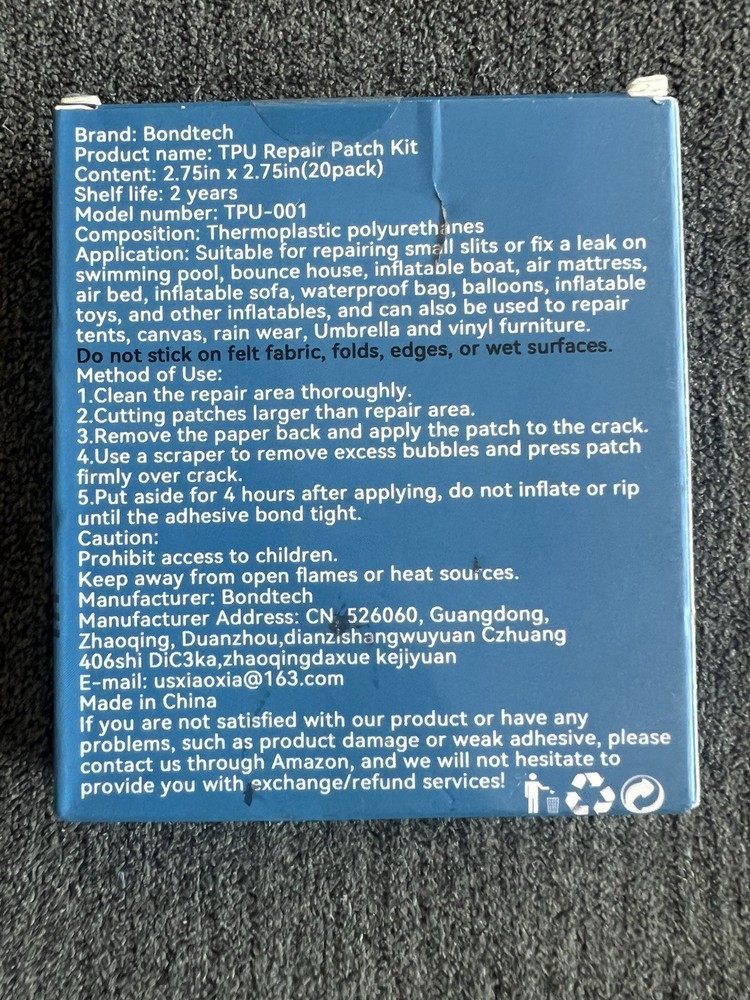 Brand: Bondtech
Product name: TPU Repair Patch Kit
Content: 2.75in x 2.75in(20pack)
Shelf life: 2 years
Model number: TPU-001
Composition: Thermoplastic polyurethanes
Application: Suitable for repairing small slits or fix a leak on
swimming pool, bounce house, inflatable boat, air mattress,
air bed, inflatable sofa, waterproof bag, balloons, inflatable
toys, and other inflatables, and can also be used to repair
tents, canvas, rain wear, Umbrella and vinyl furniture.
Do not stick on felt fabric, folds, edges, or wet surfaces.
Method of Use:
1.Clean the repair area thoroughly.
2.Cutting patches larger than repair area.
3.Remove the paper back and apply the patch to the crack.
4.Use a scraper to remove excess bubbles and press patch
firmly over crack.
5.Put aside for 4 hours after applying, do not inflate or rip
until the adhesive bond tight.
Caution:
Prohibit access to children.
Keep away from open flames or heat sources.
Manufacturer: Bondtech
Manufacturer Address: CN, 526060, Guangdong,
Zhaoqing, Duanzhou,dianzishangwuyuan Czhuang
406shi DiC3ka,zhaoqingdaxue kejiyuan
E-mail: usxiaoxia@163.com
Made in China
If you are not satisfied with our product or have any
problems, such as product damage or weak adhesive, please
contact us through Amazon, and we will not hesitate to
provide you with exchange/refund services!